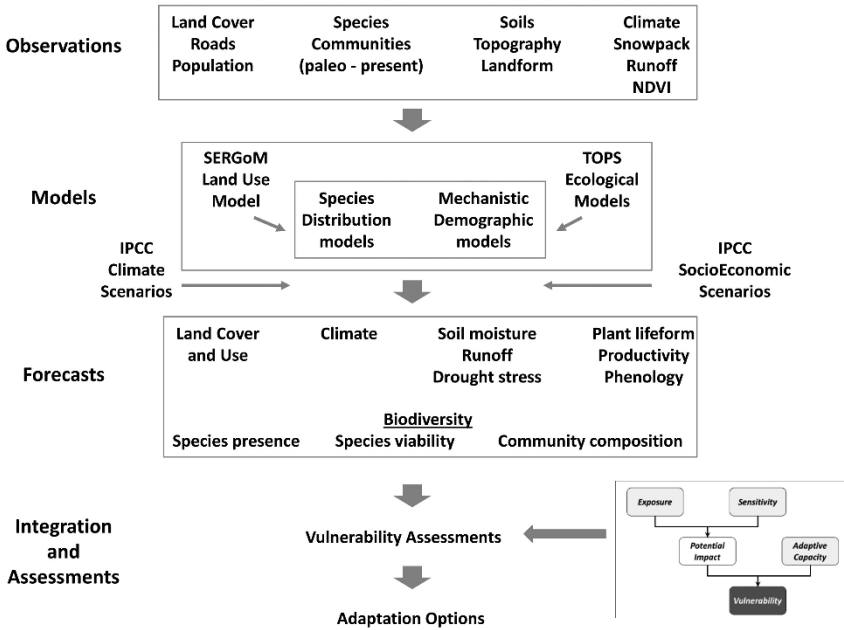 Observations
Land Cover
Roads
Population
Species
Communities
(paleo - present)
Soils
Topography
Landform
Climate
Snowpack
Runoff
NDVI
Models
SERGoM
Land Use
Model
Species
Distribution
models
Mechanistic
Demographic
models
TOPS
Ecological
Models
IPCC
Climate
Scenarios
IPCC
SocioEconomic
Scenarios
Forecasts
Land Cover
and Use
Climate
Soil moisture
Runoff
Drought stress
Plant lifeform
Productivity
Phenology
Biodiversity
Species presence
Species viability
Community composition
Integration
and
Assessments
Vulnerability Assessments
Adaptation Options
Exposure
Sensitivity
Potential
Impact
Adaptive
Capacity
Vulnerability